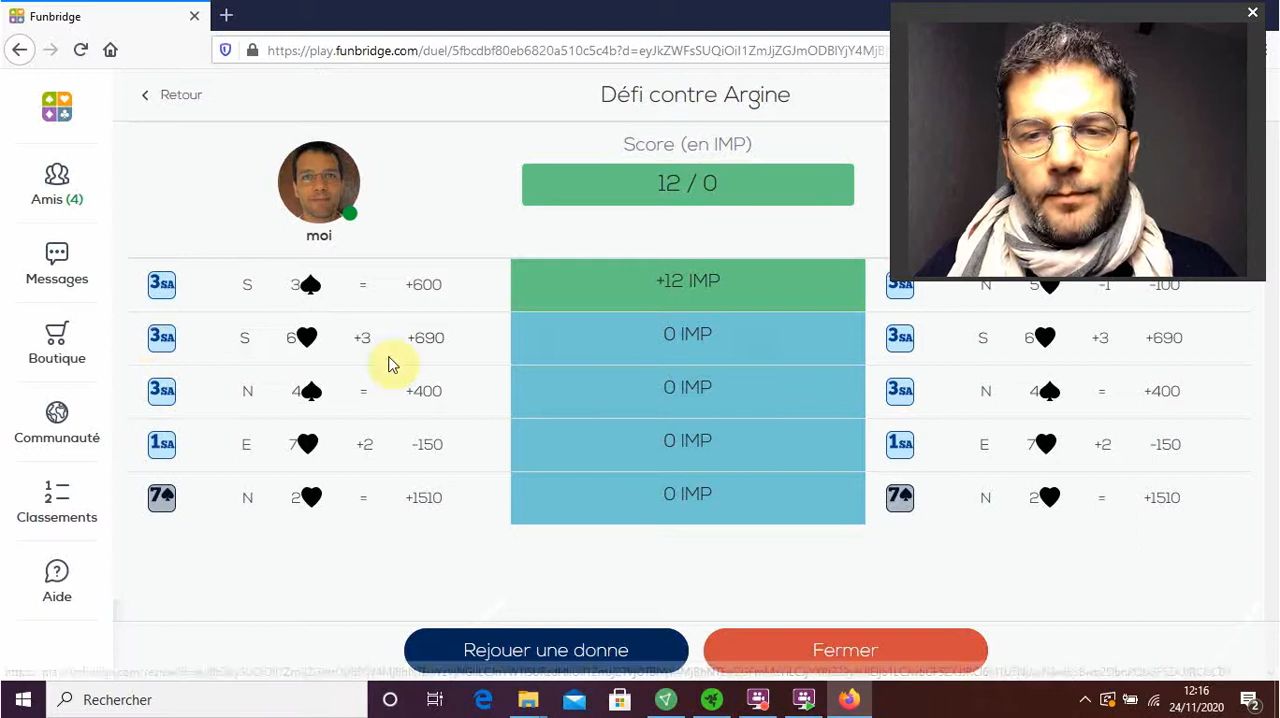 Funbridge
https://play.funbridge.com/duel/5fbcdbf80eb6820a510c5c4b?d=eyJkZWFsSUQiOiI1ZmJjZGJmODBlYjY4MjB
Retour
Défi contre Argine
Score (en IMP)
12 / 0
moi
Amis (4)
Messages
Boutique
Communauté
Classements
Aide
3SA S 3♠ = +600 +12 IMP 3SA N 5♥ -1 -100
3SA S 6♥ +3 +690 0 IMP 3SA S 6♥ +3 +690
3SA N 4♠ = +400 0 IMP 3SA N 4♠ = +400
1SA E 7♥ +2 -150 0 IMP 1SA E 7♥ +2 -150
7♠ N 2♥ = +1510 0 IMP 7♠ N 2♥ = +1510
Rejouer une donne
Fermer
Rechercher
12:16
24/11/2020
2